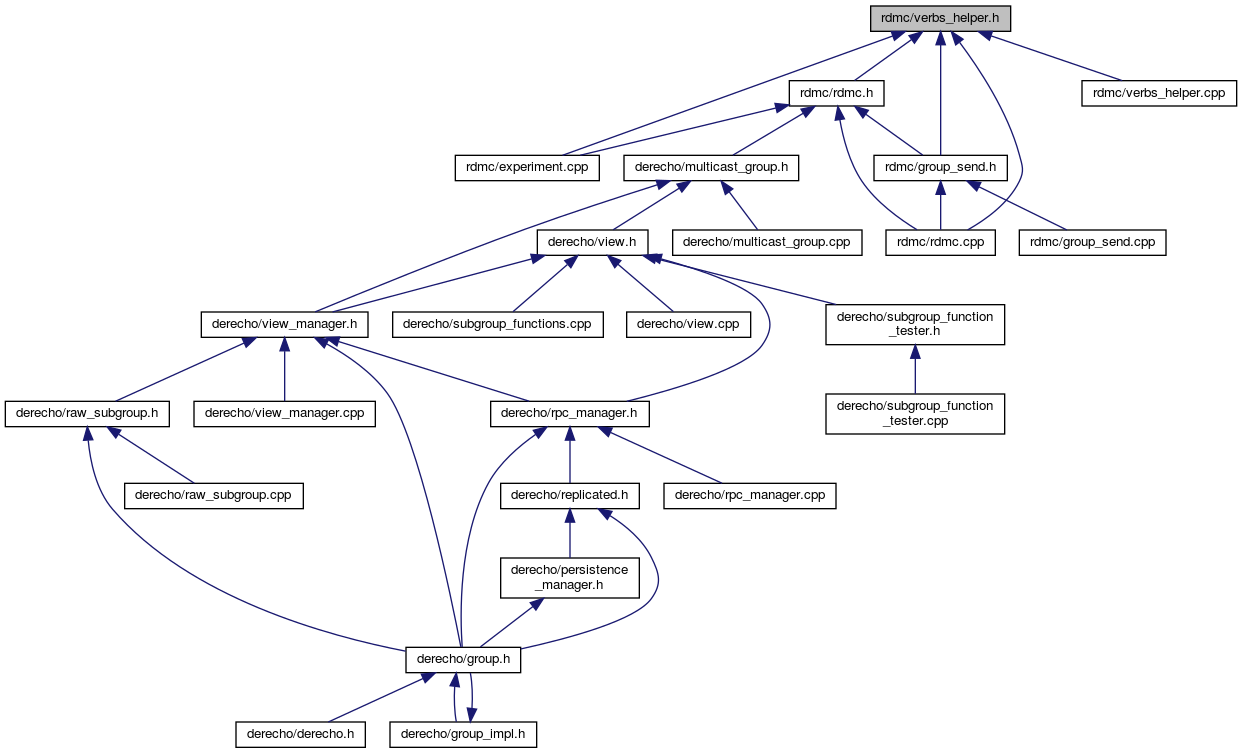 rdmc/verbs_helper.h
rdmc/rdmc.h
rdmc/verbs_helper.cpp
rdmc/experiment.cpp
derecho/multicast_group.h
rdmc/group_send.h
derecho/view.h
derecho/multicast_group.cpp
rdmc/rdmc.cpp
rdmc/group_send.cpp
derecho/view_manager.h
derecho/subgroup_functions.cpp
derecho/view.cpp
derecho/subgroup_function
_tester.h
derecho/raw_subgroup.h
derecho/view_manager.cpp
derecho/rpc_manager.h
derecho/subgroup_function
_tester.cpp
derecho/raw_subgroup.cpp
derecho/replicated.h
derecho/rpc_manager.cpp
derecho/persistence
_manager.h
derecho/group.h
derecho/derecho.h
derecho/group_impl.h